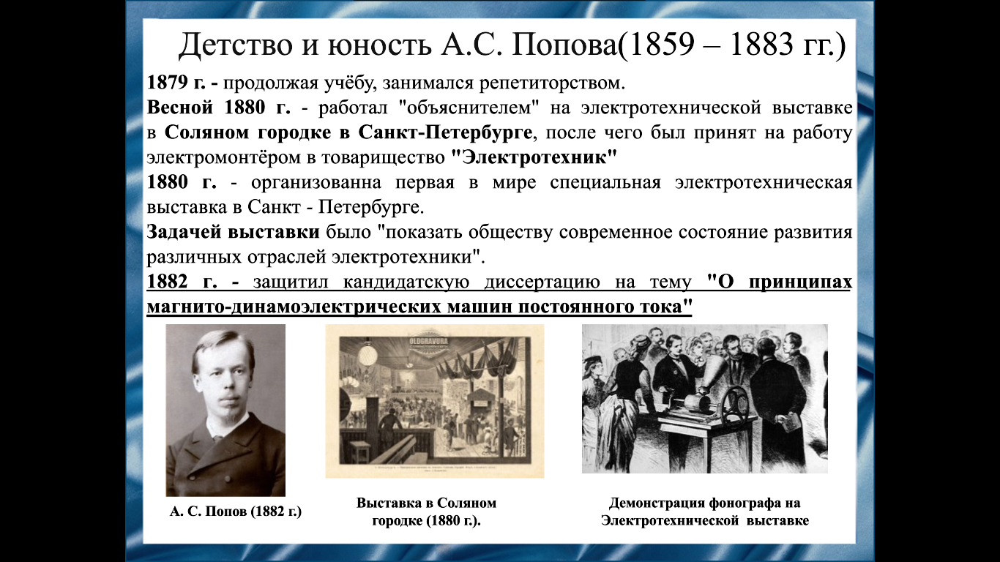 Детство и юность А.С. Попова(1859 – 1883 гг.)
1879 г. - продолжая учёбу, занимался репетиторством.
Весной 1880 г. - работал "объяснителем" на электротехнической выставке
в Соляном городке в Санкт-Петербурге, после чего был принят на работу
электромонтёром в товарищество "Электротехник"
1880 г. - организованна первая в мире специальная электротехническая
выставка в Санкт - Петербурге.
Задачей выставки было "показать обществу современное состояние развития
различных отраслей электротехники".
1882 г. - защитил кандидатскую диссертацию на тему "О принципах
магнито-динамоэлектрических машин постоянного тока"
OLDGRAVURA
А. С. Попов (1882 г.)
Выставка в Соляном
городке (1880 г.).
Демонстрация фонографа на
Электротехнической выставке